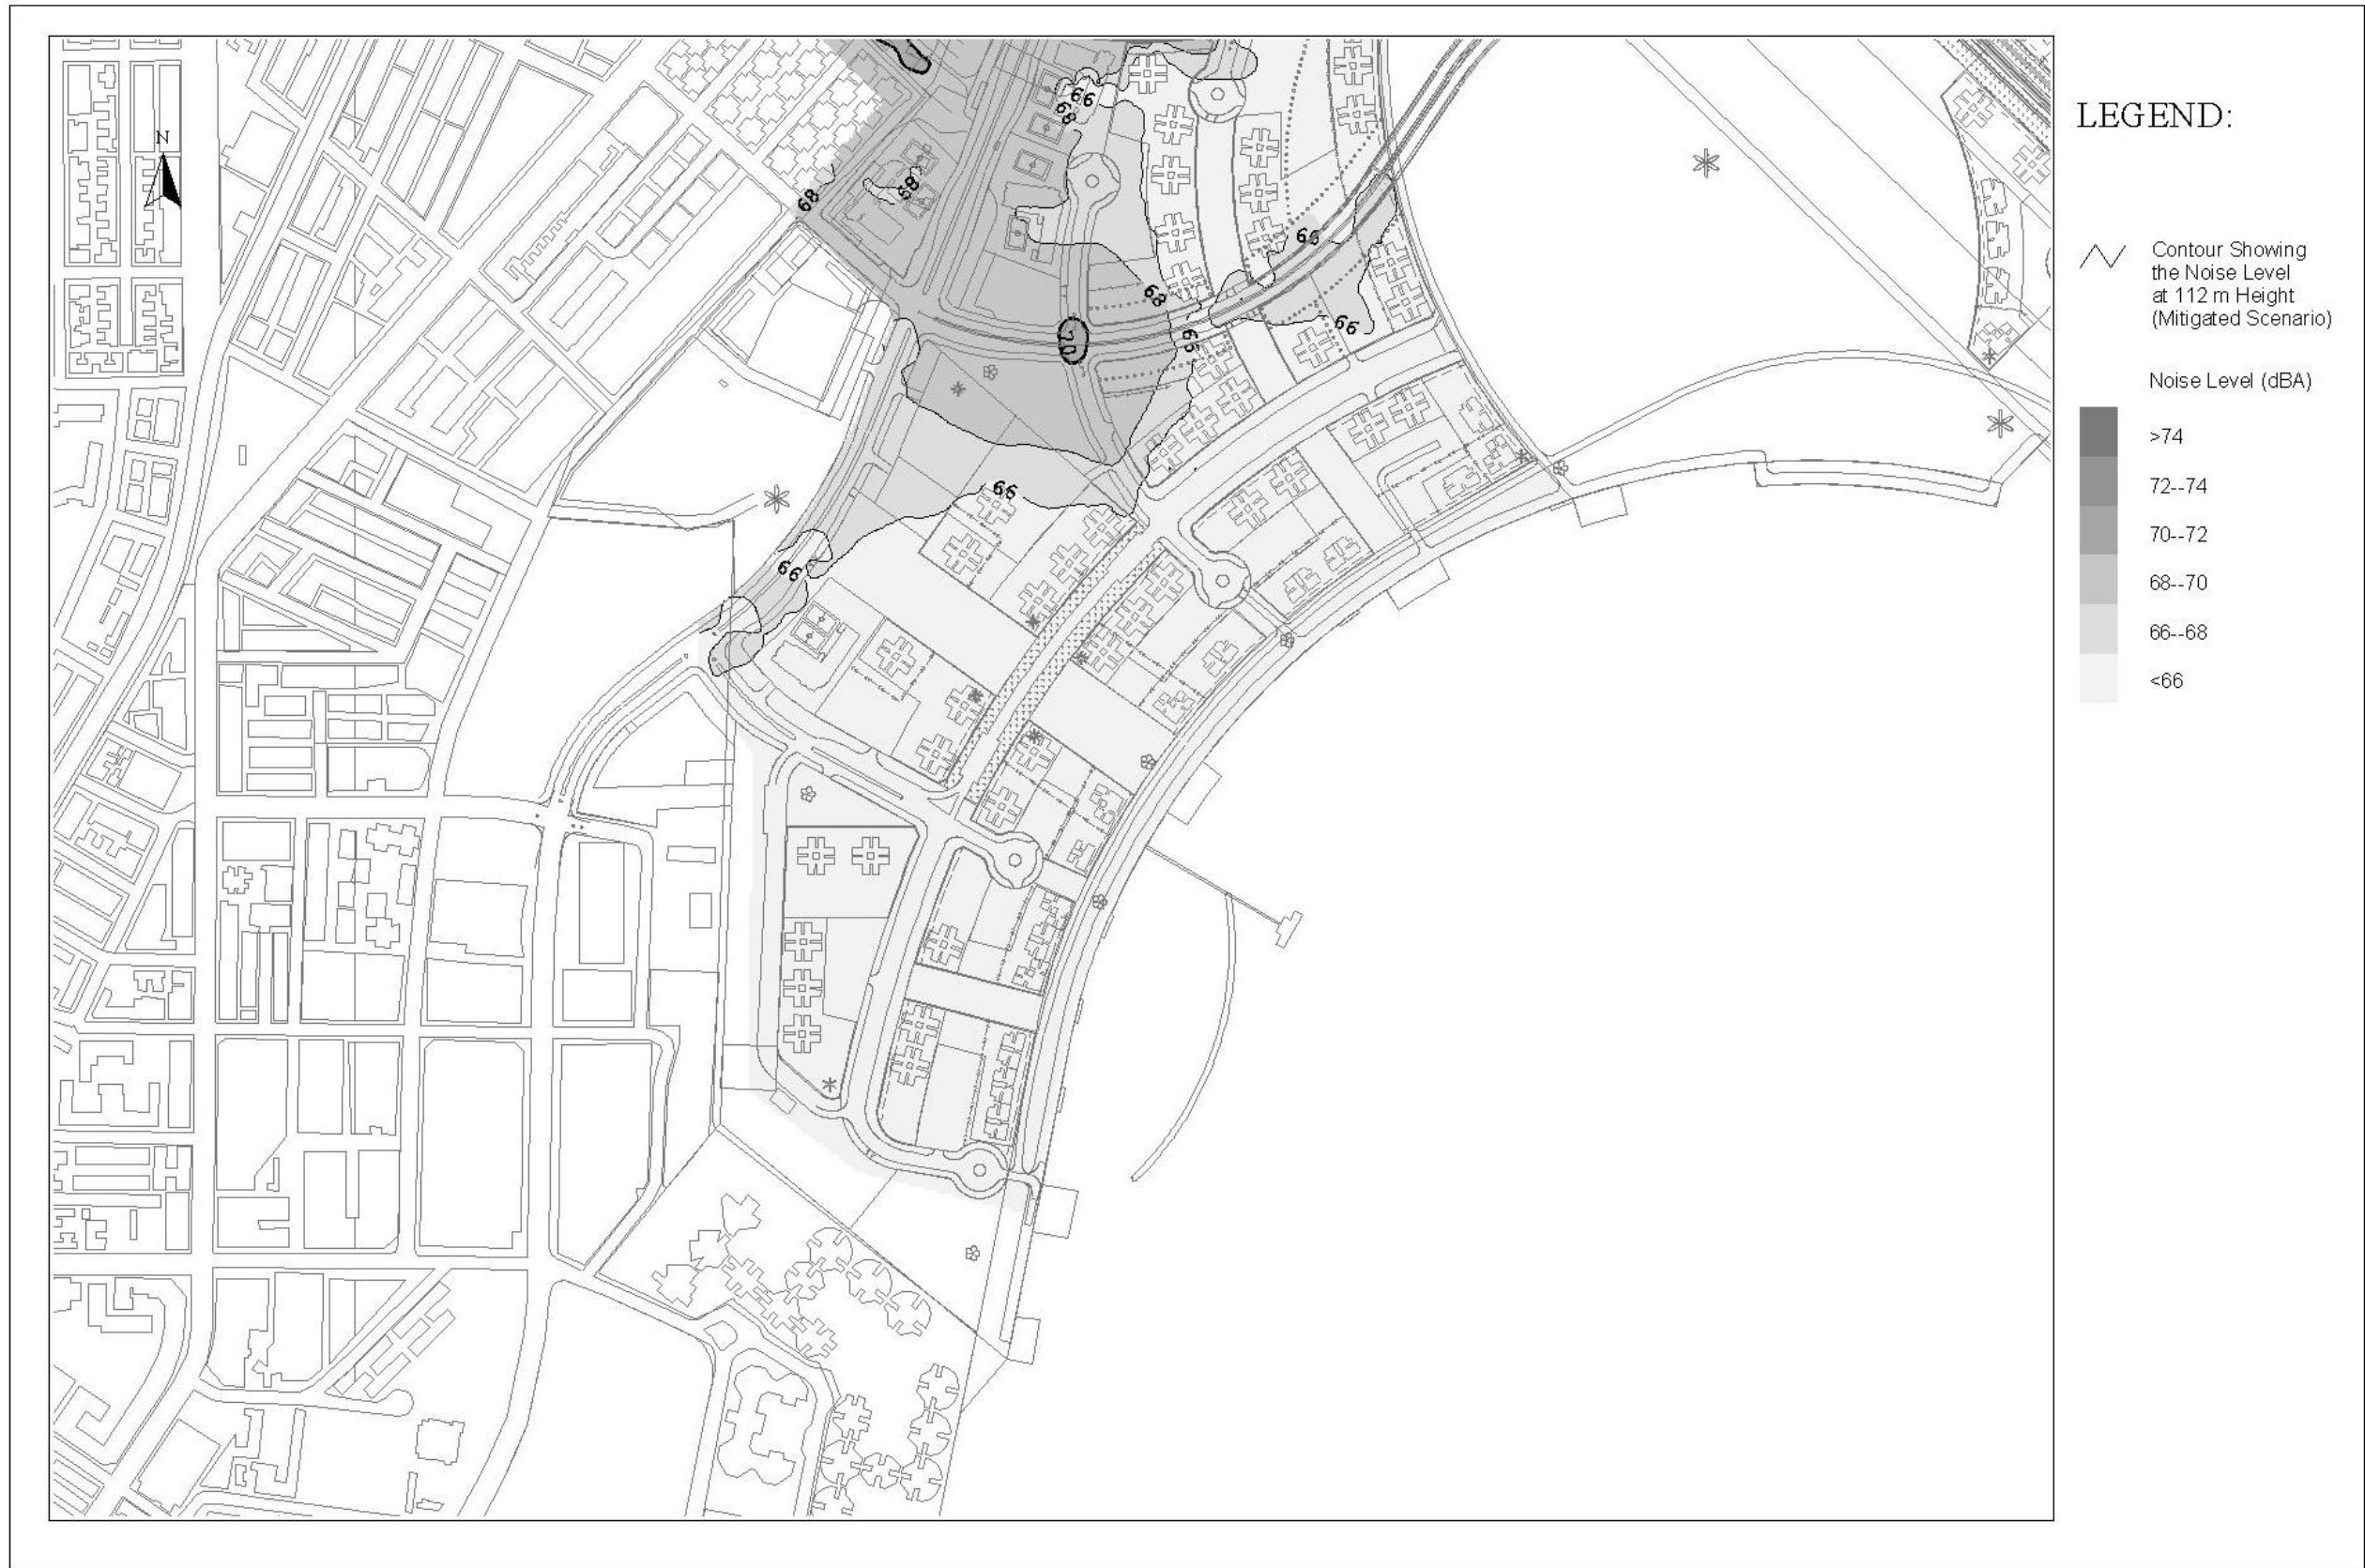 N
66
68
68
68
66
68
66
70
66
66
66
LEGEND:
Contour Showing
the Noise Level
at 112 m Height
(Mitigated Scenario)
Noise Level (dBA)
>74
72--74
70--72
68--70
66--68
<66